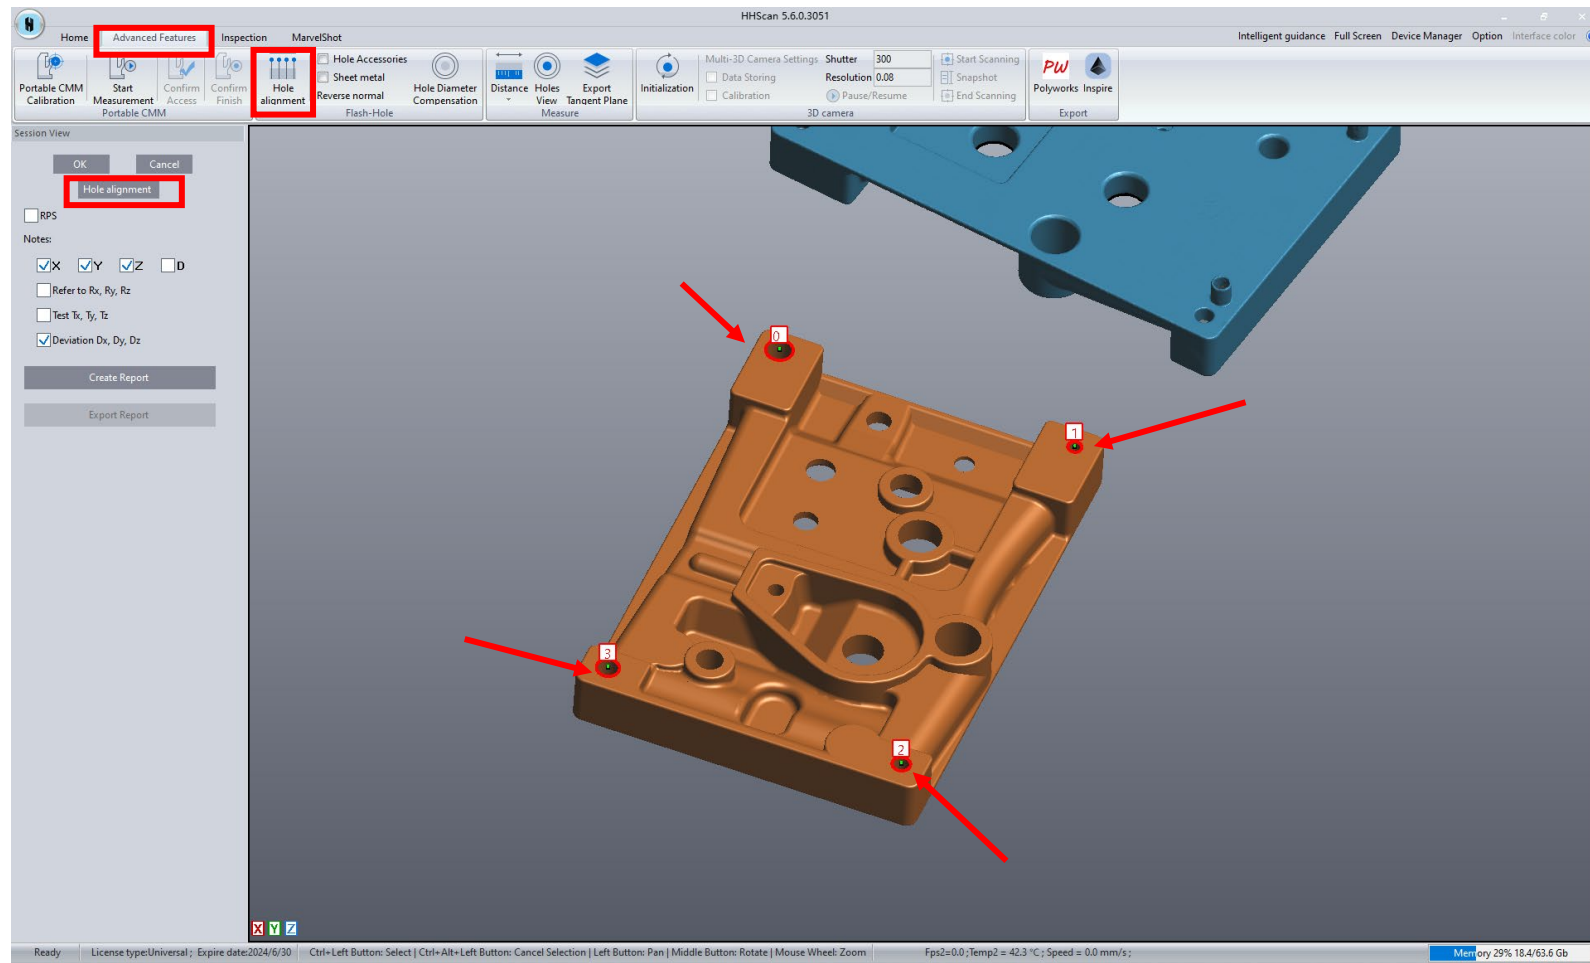 HHScan 5.6.0.3051
Home Advanced Features Inspection MarvelShot
Intelligent guidance Full Screen Device Manager Option Interface color
Portable CMM Calibration
Start Measurement
Confirm Access
Confirm Finish
Portable CMM
Hole alignment
Hole Accessories
Sheet metal
Reverse normal
Hole Diameter Compensation
Flash-Hole
Distance
Holes View
Export Tangent Plane
Measure
Initialization
Multi-3D Camera Settings
Data Storing
Calibration
Shutter 300
Resolution 0.08
Pause/Resume
Start Scanning
Snapshot
End Scanning
3D camera
PW
Polyworks Inspire
Export
Session View
OK Cancel
Hole alignment
RPS
Notes:
X Y Z D
Refer to Rx, Ry, Rz
Test Tx, Ty, Tz
Deviation Dx, Dy, Dz
Create Report
Export Report
0
1
3
2
X Y Z
Ready License type:Universal ; Expire date:2024/6/30 Ctrl+Left Button: Select | Ctrl+Alt+Left Button: Cancel Selection | Left Button: Pan | Middle Button: Rotate | Mouse Wheel: Zoom Fps2=0.0 ;Temp2 = 42.3 °C ; Speed = 0.0 mm/s ; Memory 29% 18.4/63.6 Gb